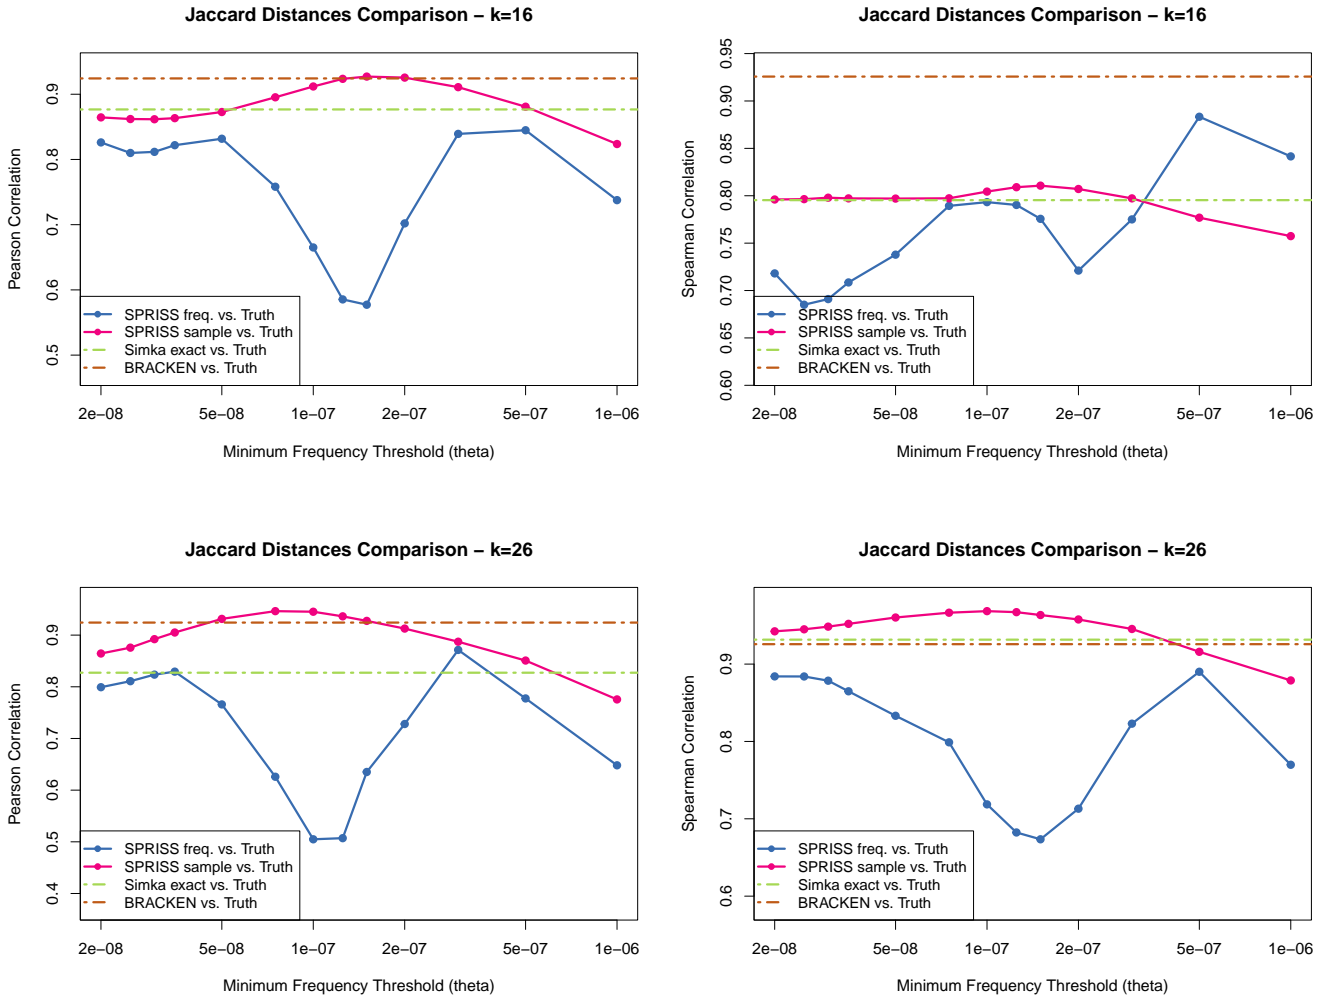 Jaccard Distances Comparison − k=16
Pearson Correlation
0.9
0.8
0.7
0.6
0.5
SPRISS freq. vs. Truth
SPRISS sample vs. Truth
Simka exact vs. Truth
BRACKEN vs. Truth
2e−08 5e−08 1e−07 2e−07 5e−07 1e−06
Minimum Frequency Threshold (theta)
Jaccard Distances Comparison − k=16
Spearman Correlation
0.95
0.90
0.85
0.80
0.75
0.70
0.65
0.60
SPRISS freq. vs. Truth
SPRISS sample vs. Truth
Simka exact vs. Truth
BRACKEN vs. Truth
2e−08 5e−08 1e−07 2e−07 5e−07 1e−06
Minimum Frequency Threshold (theta)
Jaccard Distances Comparison − k=26
Pearson Correlation
0.9
0.8
0.7
0.6
0.5
0.4
SPRISS freq. vs. Truth
SPRISS sample vs. Truth
Simka exact vs. Truth
BRACKEN vs. Truth
2e−08 5e−08 1e−07 2e−07 5e−07 1e−06
Minimum Frequency Threshold (theta)
Jaccard Distances Comparison − k=26
Spearman Correlation
0.9
0.8
0.7
0.6
SPRISS freq. vs. Truth
SPRISS sample vs. Truth
Simka exact vs. Truth
BRACKEN vs. Truth
2e−08 5e−08 1e−07 2e−07 5e−07 1e−06
Minimum Frequency Threshold (theta)